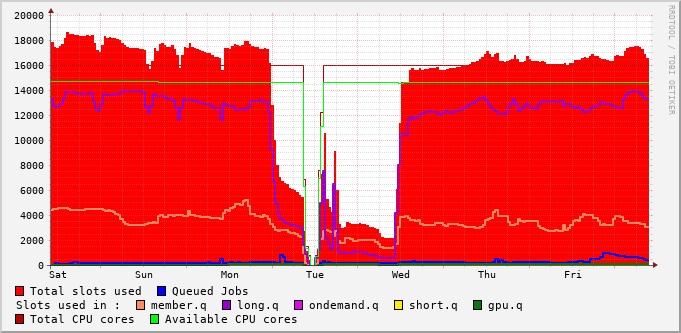 20000
18000
16000
14000
12000
10000
8000
6000
4000
2000
0
Sat Sun Mon Tue Wed Thu Fri
RRDTOOL / TOBI OETIKER
Total slots used Queued Jobs
Slots used in : member.q long.q ondemand.q short.q gpu.q
Total CPU cores Available CPU cores